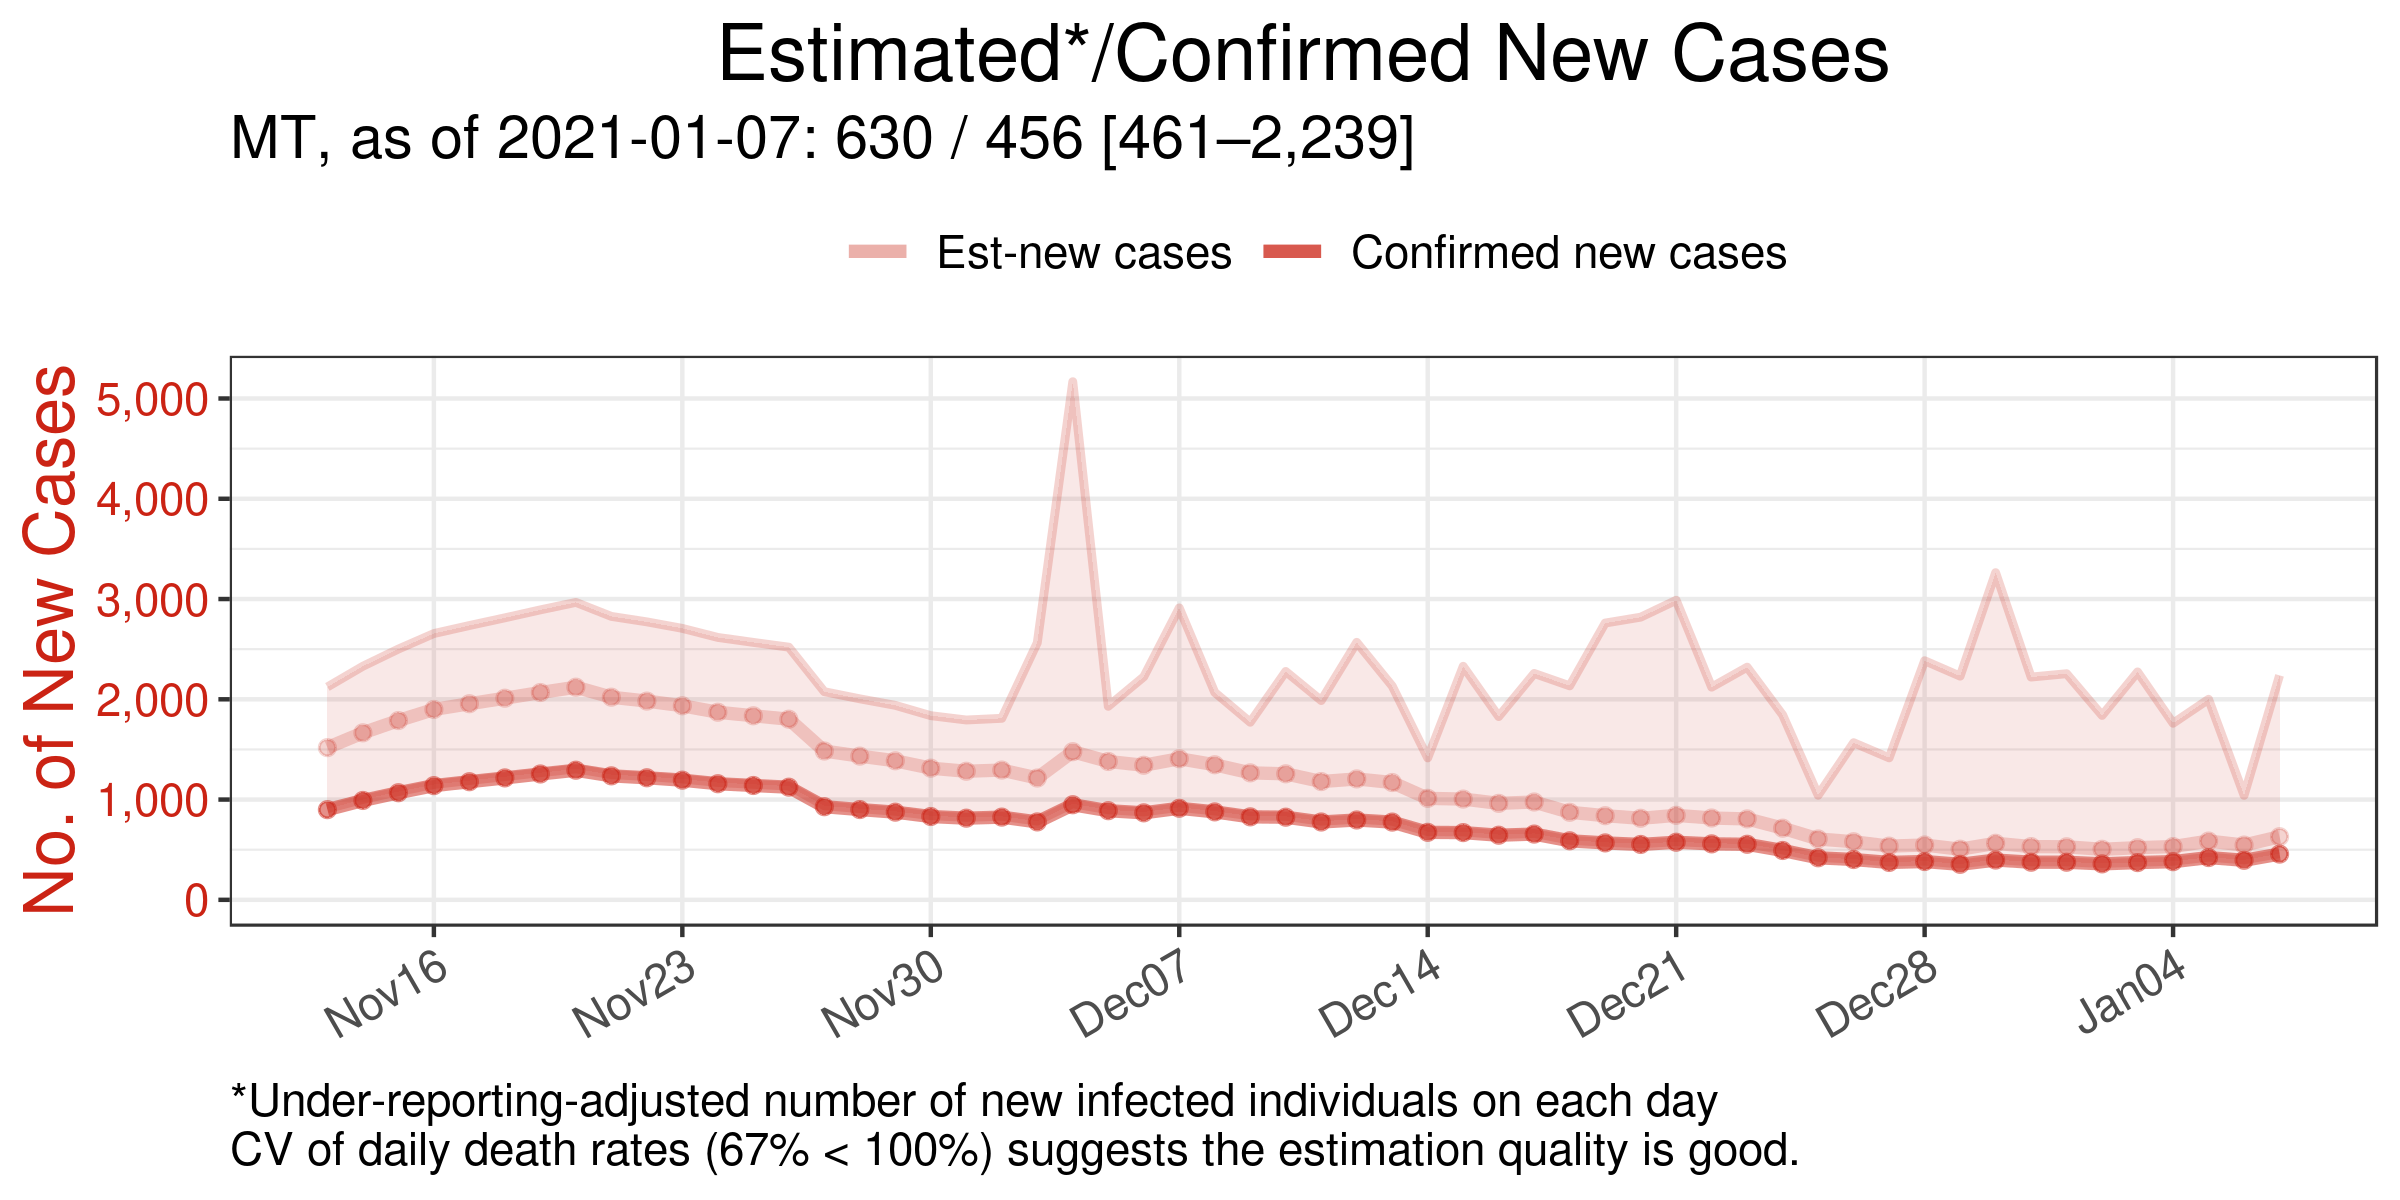 Estimated*/Confirmed New Cases
MT, as of 2021-01-07: 630 / 456 [461–2,239]
Est-new cases
Confirmed new cases
No. of New Cases
5,000
4,000
3,000
2,000
1,000
0
Nov16
Nov23
Nov30
Dec07
Dec14
Dec21
Dec28
Jan04
*Under-reporting-adjusted number of new infected individuals on each day
CV of daily death rates (67% < 100%) suggests the estimation quality is good.